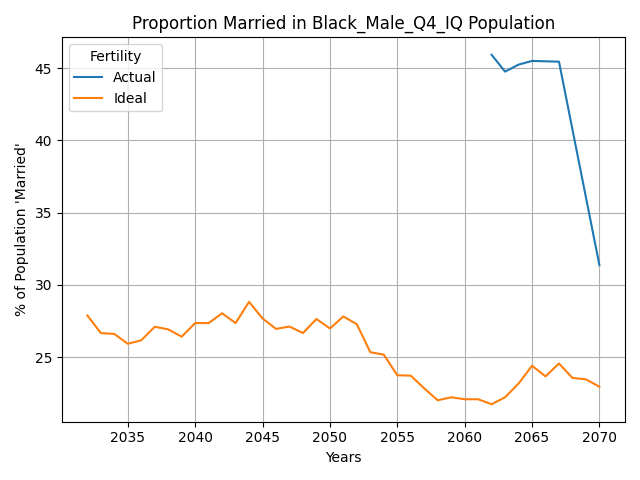 Proportion Married in Black_Male_Q4_IQ Population
Fertility
Actual
Ideal
% of Population 'Married'
45
40
35
30
25
2035 2040 2045 2050 2055 2060 2065 2070
Years